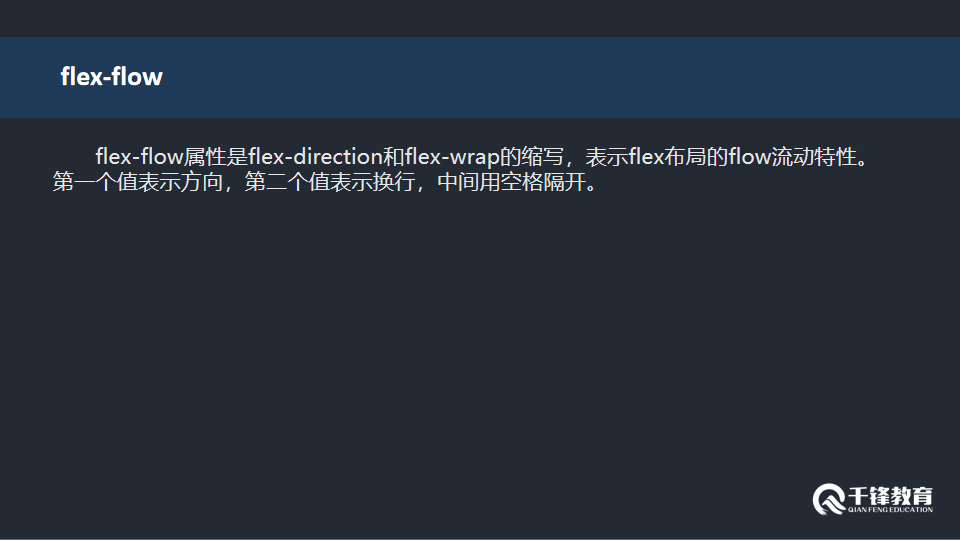 flex-flow
flex-flow属性是flex-direction和flex-wrap的缩写，表示flex布局的flow流动特性。
第一个值表示方向，第二个值表示换行，中间用空格隔开。
千锋教育
QIAN FENG EDUCATION